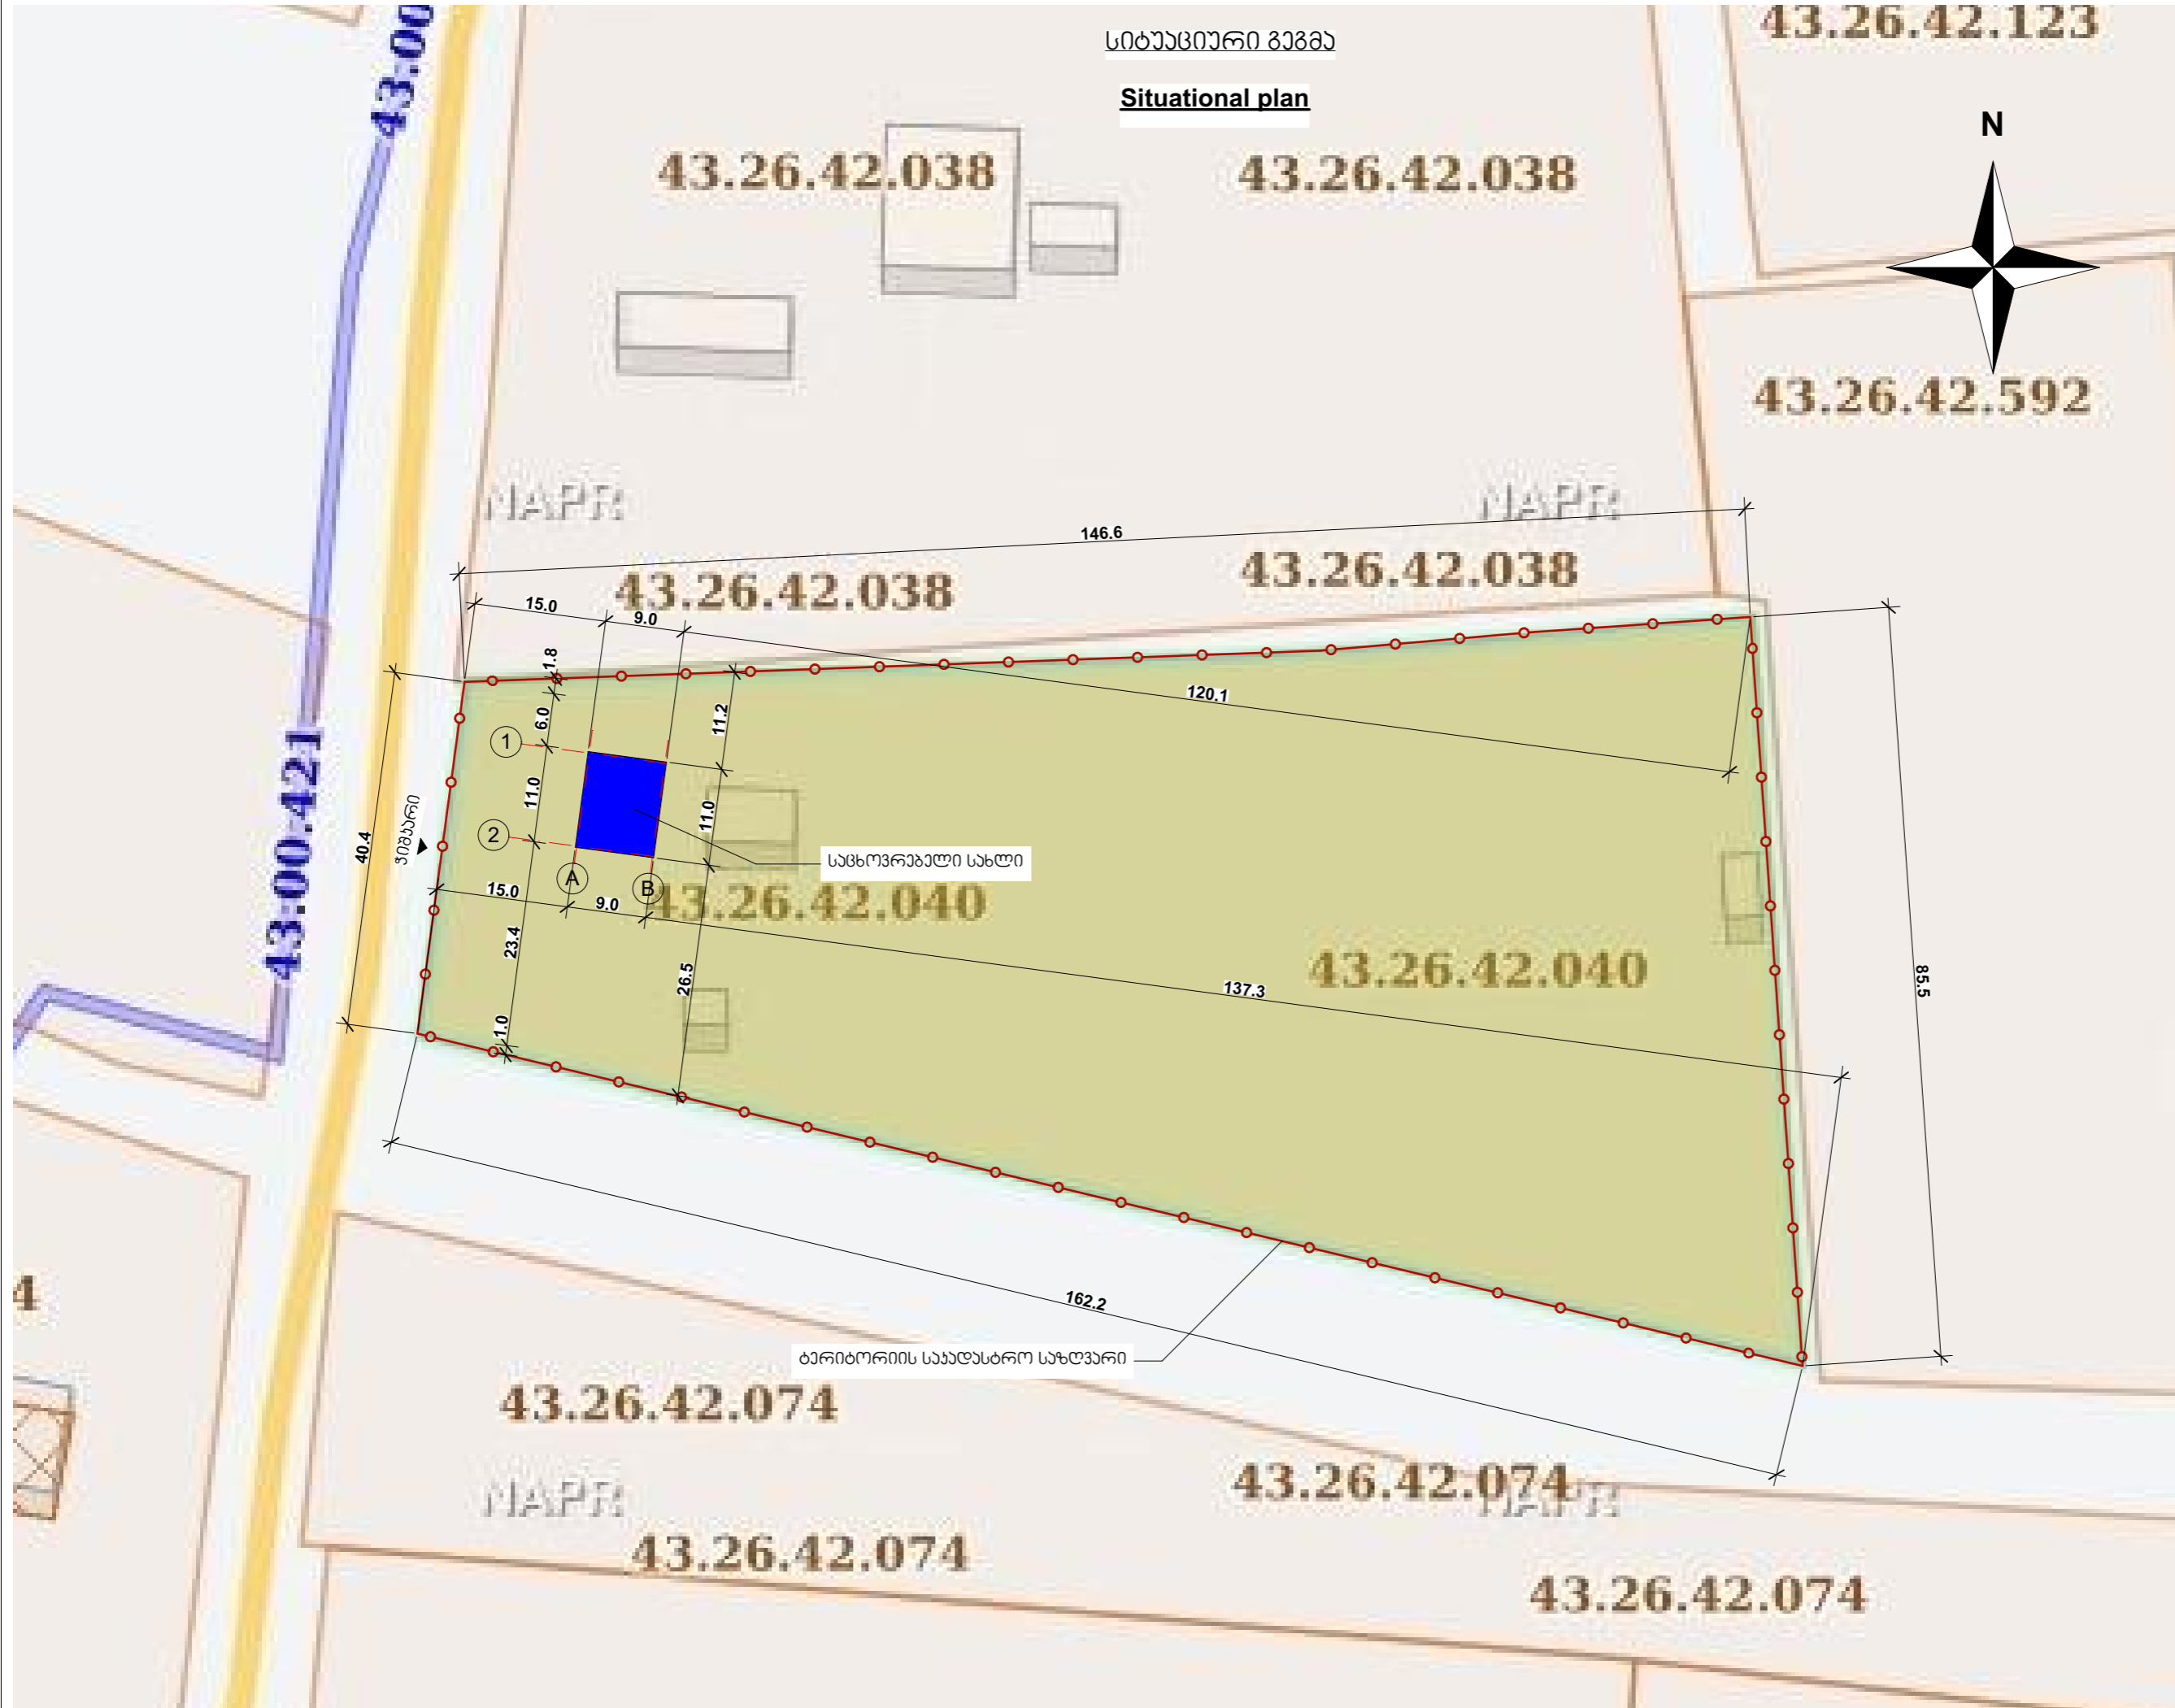 სიტუაციური გეგმა
Situational plan
43.26.42.123
43.00
N
43.26.42.038
43.26.42.038
43.26.42.592
NAPR
NAPR
146.6
43.26.42.038
43.26.42.038
15.0
9.0
1.8
120.1
6.0
11.2
1
11.0
11.0
2
40.4
ჭიშკარი
43.00.421
საცხოვრებელი სახლი
A
B
15.0
9.0
43.26.42.040
23.4
26.5
43.26.42.040
137.3
85.5
1.0
162.2
4
ტერიტორიის საკადასტრო საზღვარი
43.26.42.074
43.26.42.074
NAPR
NAPR
43.26.42.074
43.26.42.074